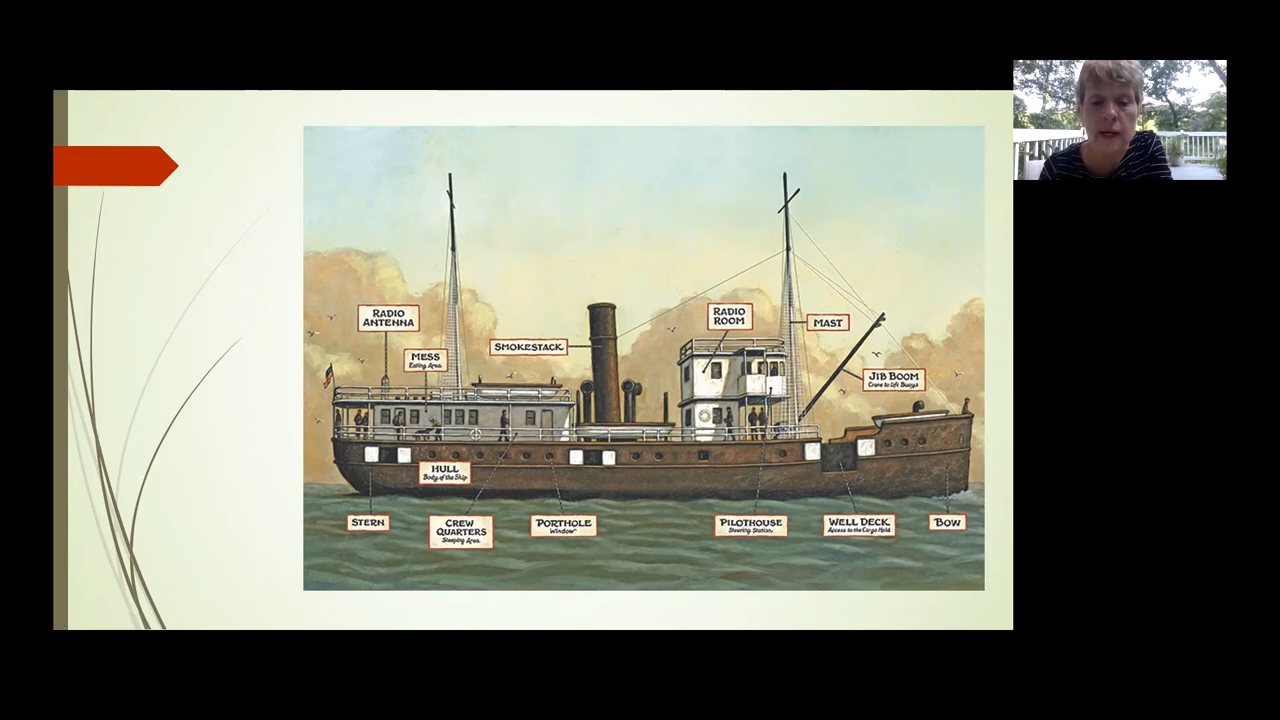 RADIO
ANTENNA
MESS
Eating Area
SMOKESTACK
RADIO
ROOM
MAST
JIB BOOM
Crane to Lift Buoys
HULL
Body of the Ship
STERN
CREW
QUARTERS
Sleeping Area
PORTHOLE
Window
PILOTHOUSE
Steering Station
WELL DECK
Access to the Cargo Hold
BOW